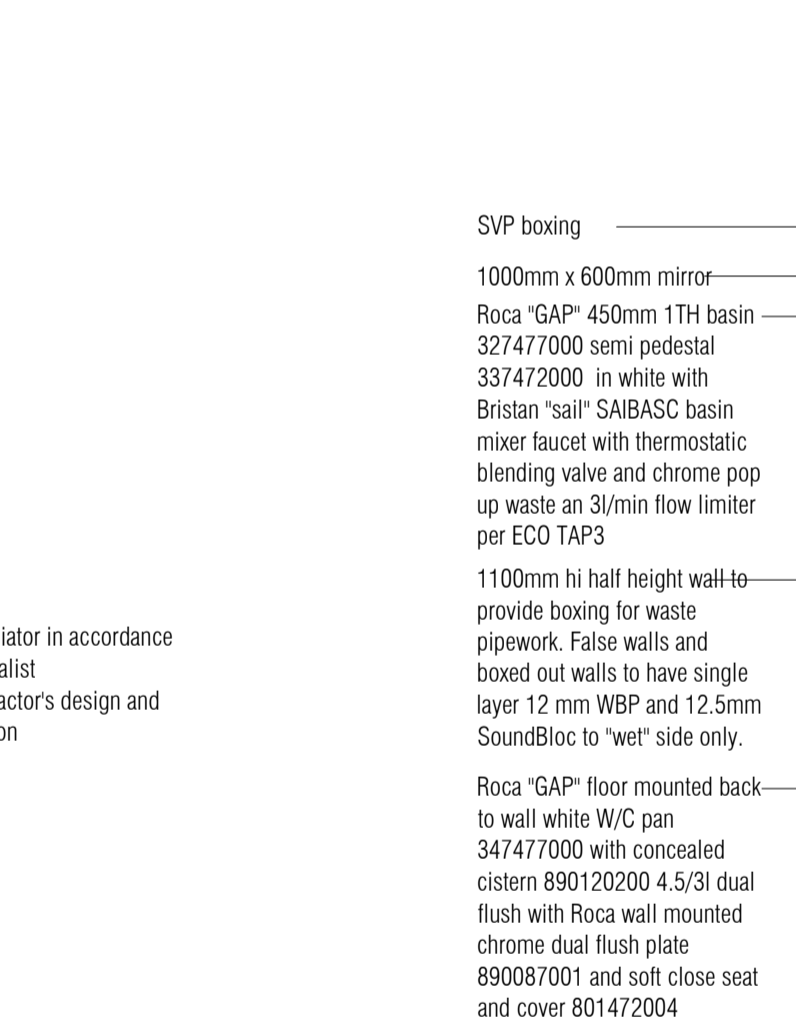 SVP boxing
1000mm x 600mm mirror
Roca "GAP" 450mm 1TH basin
327477000 semi pedestal
337472000  in white with
Bristan "sail" SAIBASC basin
mixer faucet with thermostatic
blending valve and chrome pop
up waste an 3l/min flow limiter
per ECO TAP3
1100mm hi half height wall to
provide boxing for waste
pipework. False walls and
boxed out walls to have single
layer 12 mm WBP and 12.5mm
SoundBloc to "wet" side only.
Roca "GAP" floor mounted back
to wall white W/C pan
347477000 with concealed
cistern 890120200 4.5/3l dual
flush with Roca wall mounted
chrome dual flush plate
890087001 and soft close seat
and cover 801472004
iator in accordance
alist
actor's design and
on